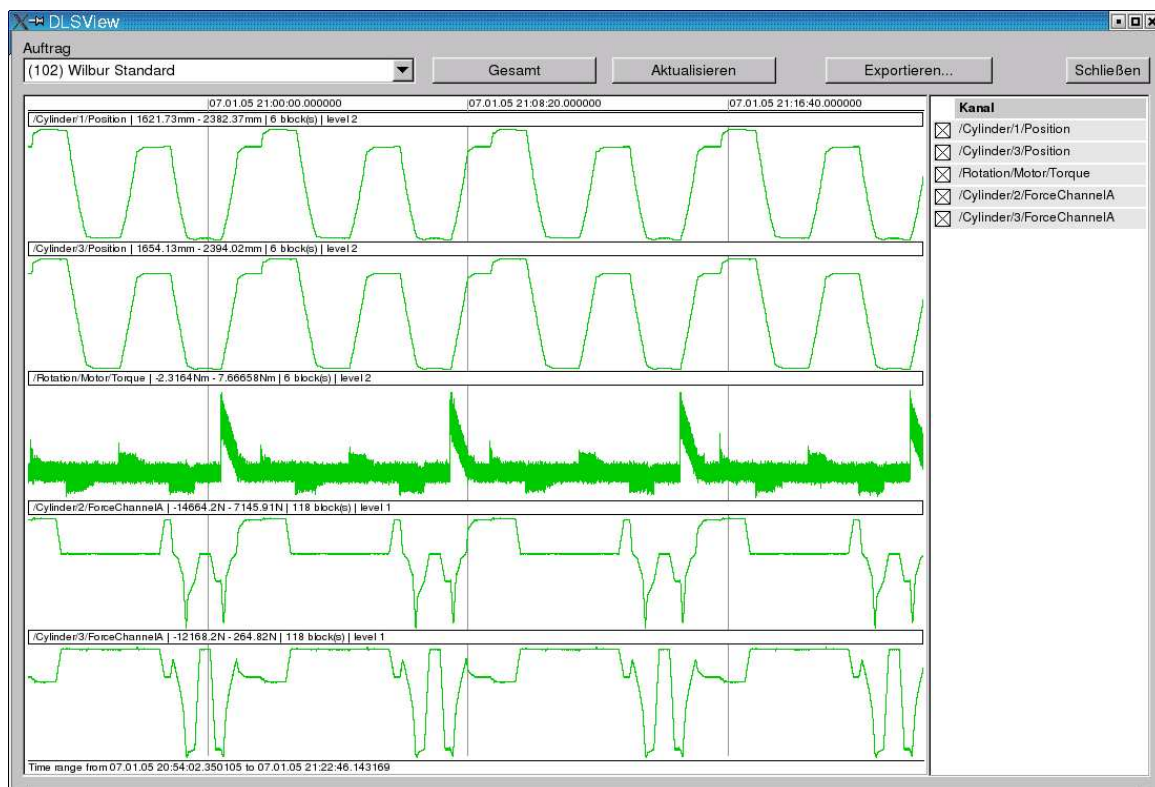 DLSView
Auftrag
(102) Wilbur Standard
Gesamt
Aktualisieren
Exportieren...
Schließen
07.01.05 21:00:00.000000 07.01.05 21:08:20.000000 07.01.05 21:16:40.000000
/Cylinder/1/Position | 1621.73mm - 2382.37mm | 6 block(s) | level 2
/Cylinder/3/Position | 1654.13mm - 2394.02mm | 6 block(s) | level 2
/Rotation/Motor/Torque | -2.3164Nm - 7.66658Nm | 6 block(s) | level 2
/Cylinder/2/ForceChannelA | -14664.2N - 7145.91N | 118 block(s) | level 1
/Cylinder/3/ForceChannelA | -12168.2N - 264.82N | 118 block(s) | level 1
Time range from 07.01.05 20:54:02.350105 to 07.01.05 21:22:46.143169
Kanal
/Cylinder/1/Position
/Cylinder/3/Position
/Rotation/Motor/Torque
/Cylinder/2/ForceChannelA
/Cylinder/3/ForceChannelA